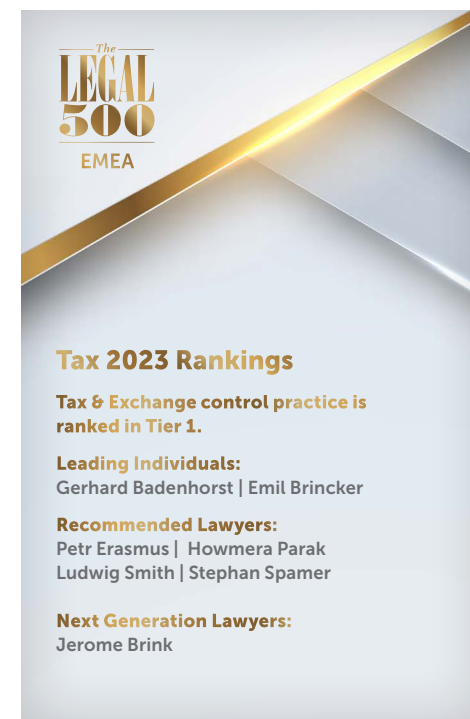 The
LEGAL
500
EMEA
Tax 2023 Rankings
Tax & Exchange control practice is
ranked in Tier 1.
Leading Individuals:
Gerhard Badenhorst | Emil Brincker
Recommended Lawyers:
Petr Erasmus | Howmera Parak
Ludwig Smith | Stephan Spamer
Next Generation Lawyers:
Jerome Brink